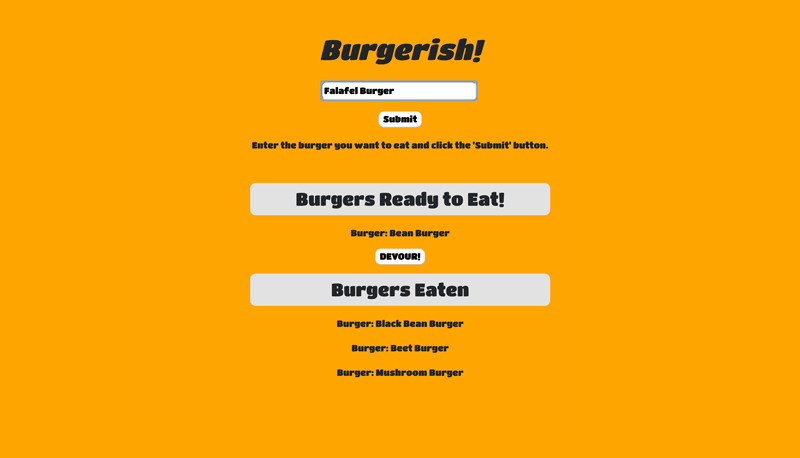 Burgerish!
Falafel Burger
Submit
Enter the burger you want to eat and click the 'Submit' button.
Burgers Ready to Eat!
Burger: Bean Burger
DEVOUR!
Burgers Eaten
Burger: Black Bean Burger
Burger: Beet Burger
Burger: Mushroom Burger